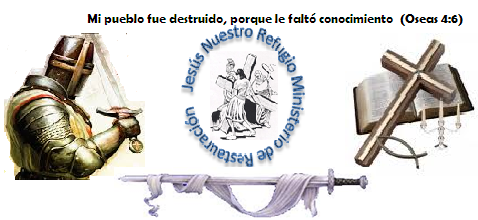 Mi pueblo fue destruido, porque le faltó conocimiento (Oseas 4:6)
Jesús Nuestro Refugio Ministerio de Restauración